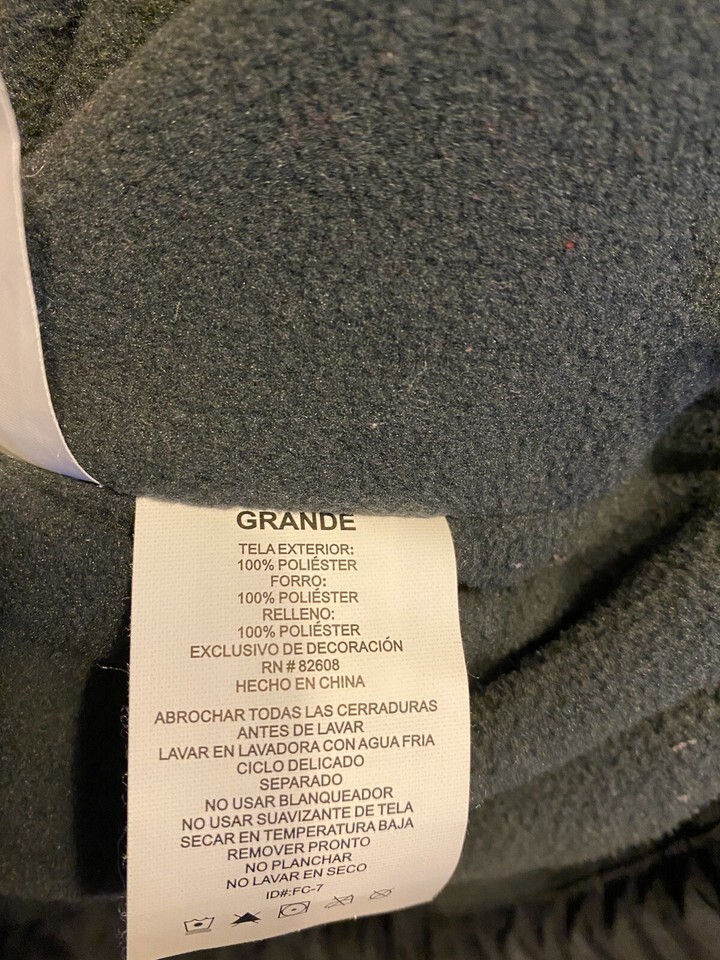 GRANDE
TELA EXTERIOR:
100% POLIÉSTER
FORRO:
100% POLIÉSTER
RELLENO:
100% POLIÉSTER
EXCLUSIVO DE DECORACIÓN
RN # 82608
HECHO EN CHINA
ABROCHAR TODAS LAS CERRADURAS
ANTES DE LAVAR
LAVAR EN LAVADORA CON AGUA FRIA
CICLO DELICADO
SEPARADO
NO USAR BLANQUEADOR
NO USAR SUAVIZANTE DE TELA
SECAR EN TEMPERATURA BAJA
REMOVER PRONTO
NO PLANCHAR
NO LAVAR EN SECO
ID#:FC-7